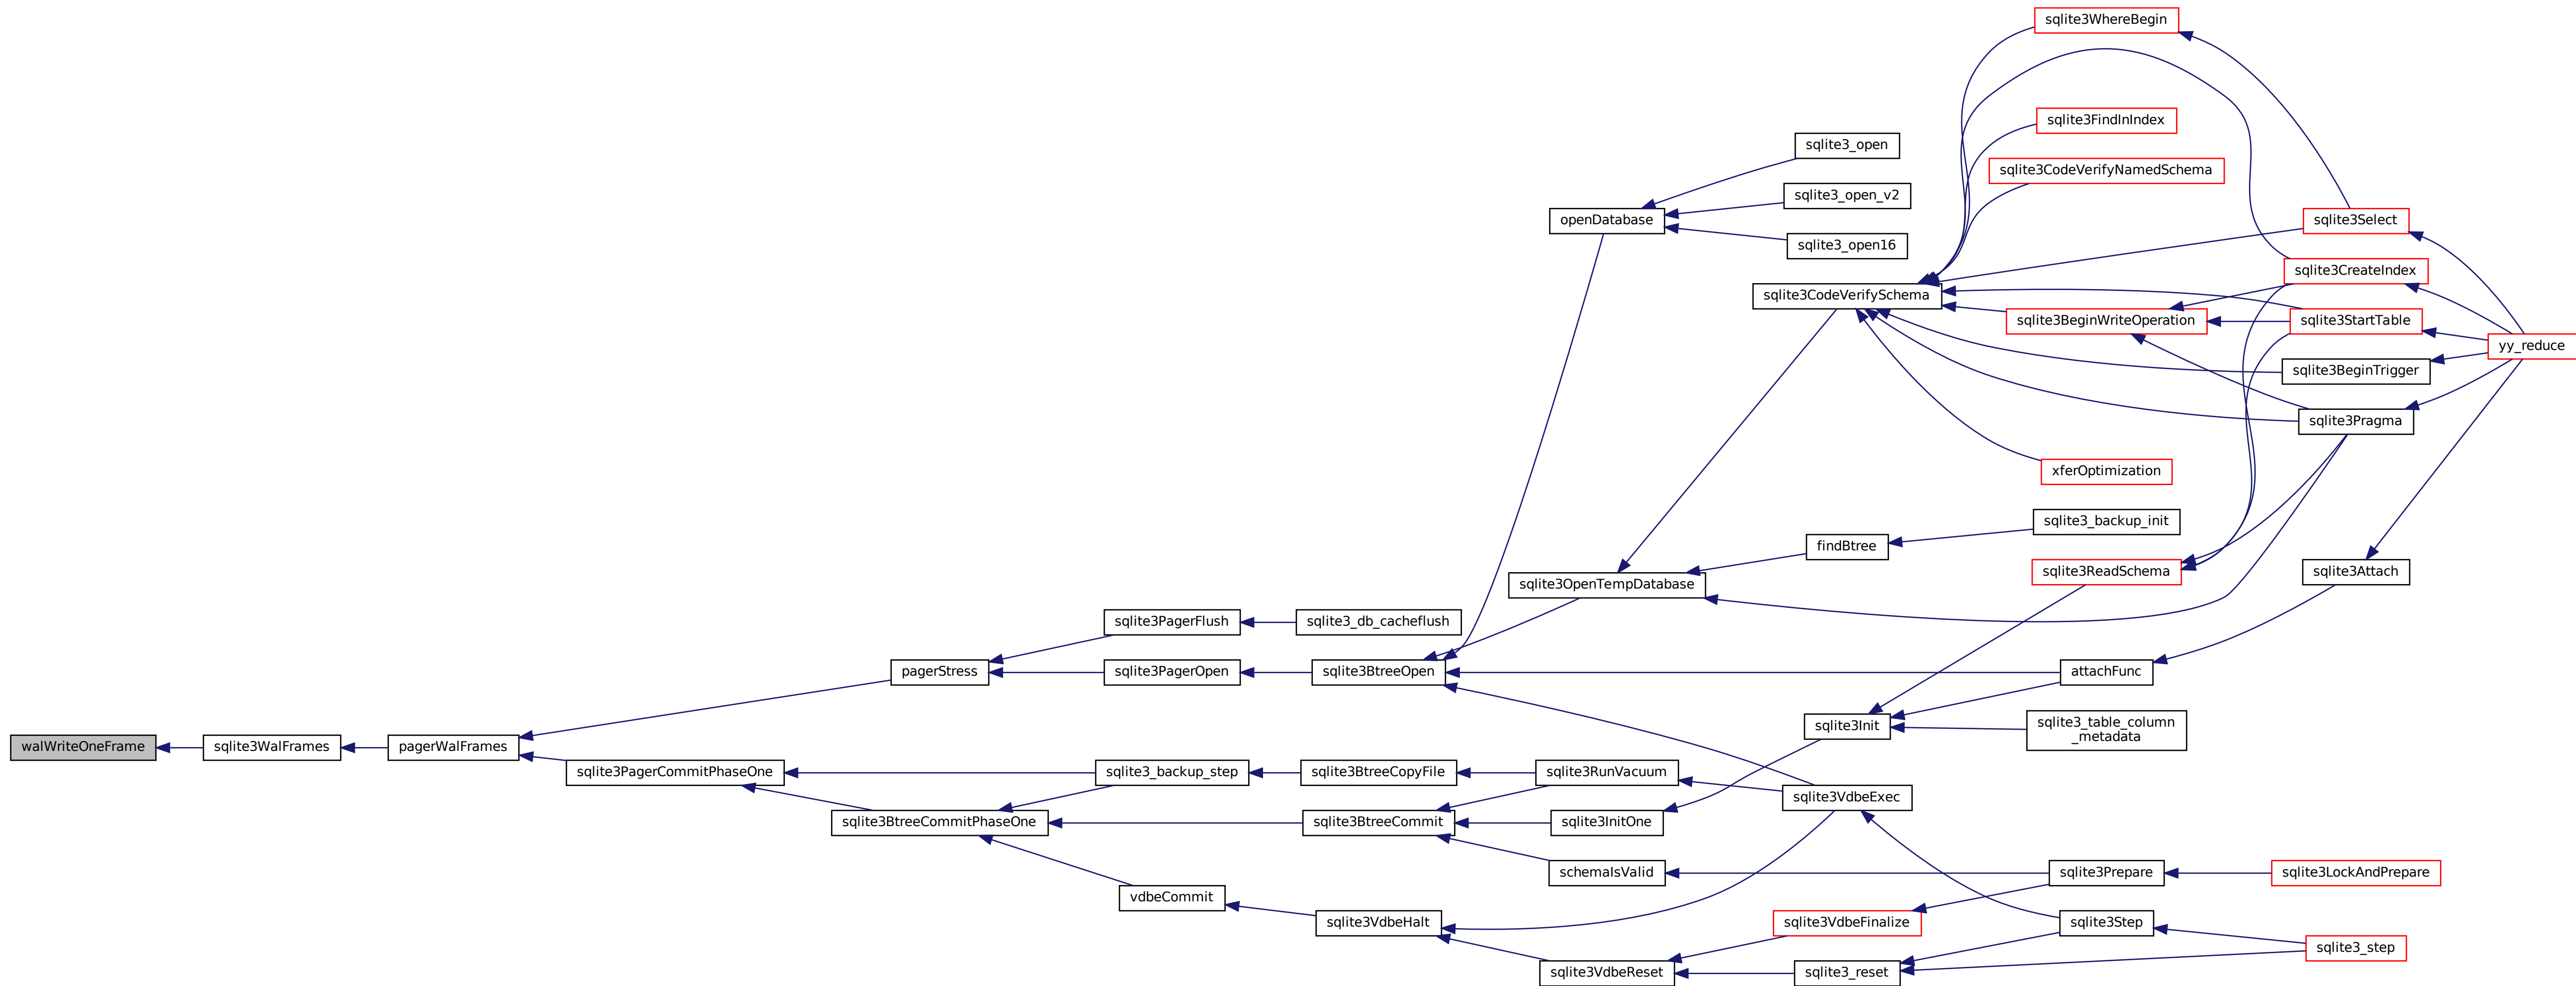 sqlite3WhereBegin
sqlite3FindInIndex
sqlite3_open
sqlite3CodeVerifyNamedSchema
sqlite3_open_v2
openDatabase
sqlite3Select
sqlite3_open16
sqlite3CreateIndex
sqlite3CodeVerifySchema
sqlite3BeginWriteOperation
sqlite3StartTable
yy_reduce
sqlite3BeginTrigger
sqlite3Pragma
xferOptimization
sqlite3_backup_init
findBtree
sqlite3ReadSchema
sqlite3Attach
sqlite3OpenTempDatabase
sqlite3PagerFlush
sqlite3_db_cacheflush
pagerStress
sqlite3PagerOpen
sqlite3BtreeOpen
attachFunc
sqlite3Init
sqlite3_table_column
_metadata
walWriteOneFrame
sqlite3WalFrames
pagerWalFrames
sqlite3PagerCommitPhaseOne
sqlite3_backup_step
sqlite3BtreeCopyFile
sqlite3RunVacuum
sqlite3VdbeExec
sqlite3BtreeCommitPhaseOne
sqlite3BtreeCommit
sqlite3InitOne
schemaIsValid
sqlite3Prepare
sqlite3LockAndPrepare
vdbeCommit
sqlite3VdbeHalt
sqlite3VdbeFinalize
sqlite3Step
sqlite3_step
sqlite3VdbeReset
sqlite3_reset